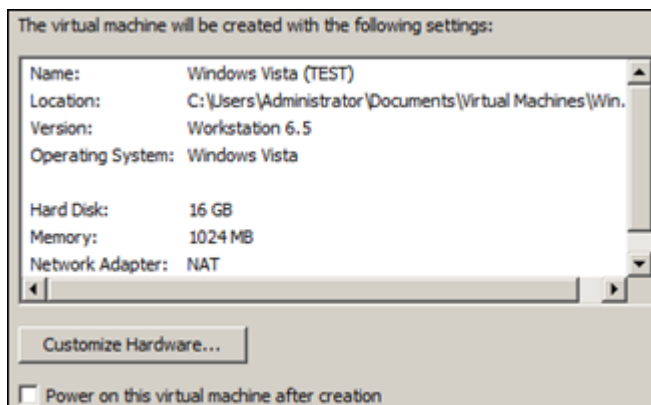 The virtual machine will be created with the following settings:
Name: Windows Vista (TEST)
Location: C:\Users\Administrator\Documents\Virtual Machines\Win.
Version: Workstation 6.5
Operating System: Windows Vista
Hard Disk: 16 GB
Memory: 1024 MB
Network Adapter: NAT
Customize Hardware...
Power on this virtual machine after creation